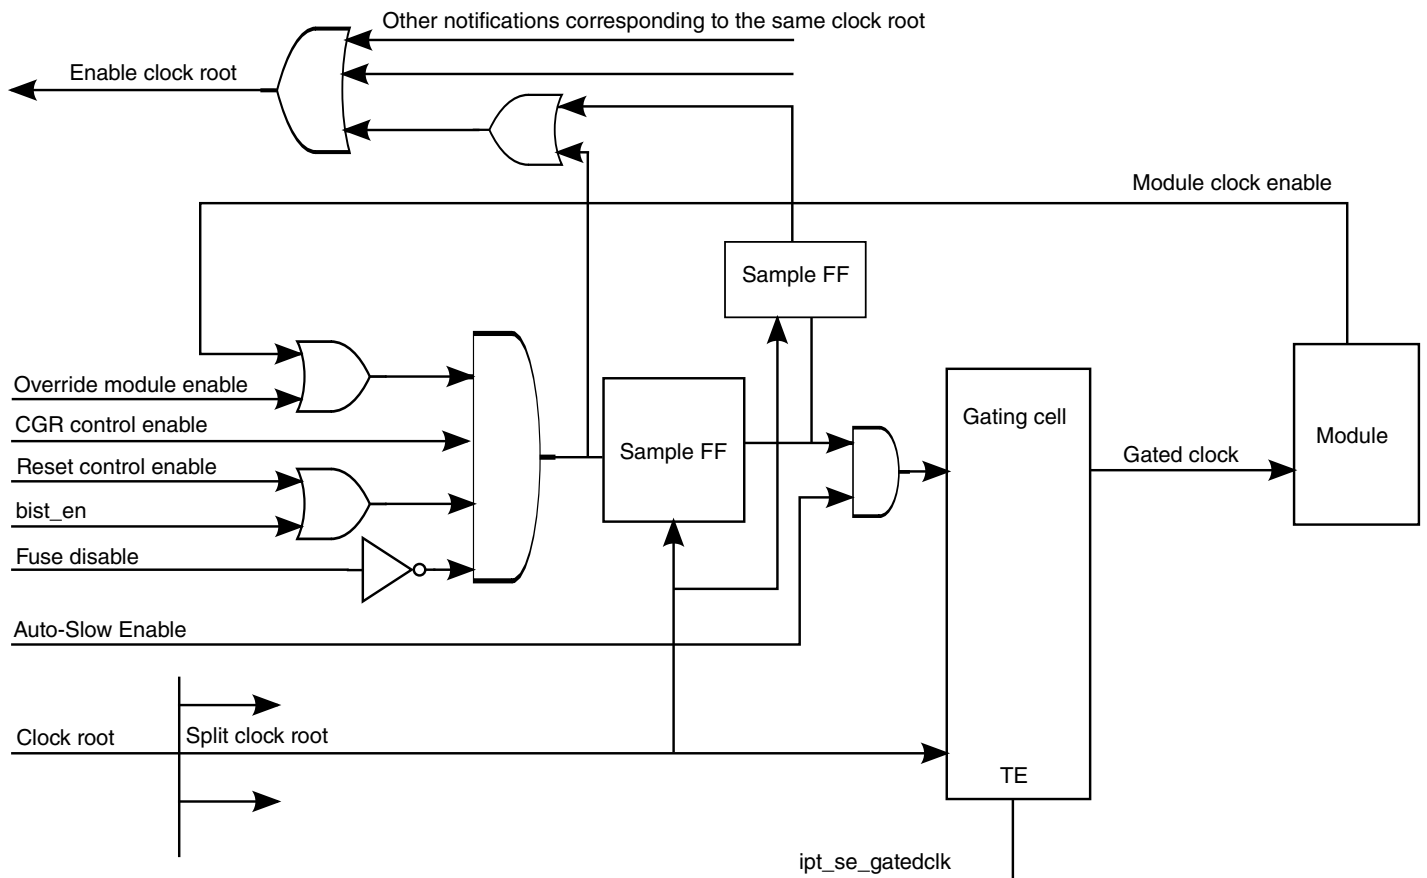 Other notifications corresponding to the same clock root
Enable clock root
Module clock enable
Sample FF
Override module enable
CGR control enable
Gating cell
Sample FF
Module
Gated clock
Reset control enable
bist_en
Fuse disable
Auto-Slow Enable
Clock root
Split clock root
TE
ipt_se_gatedclk